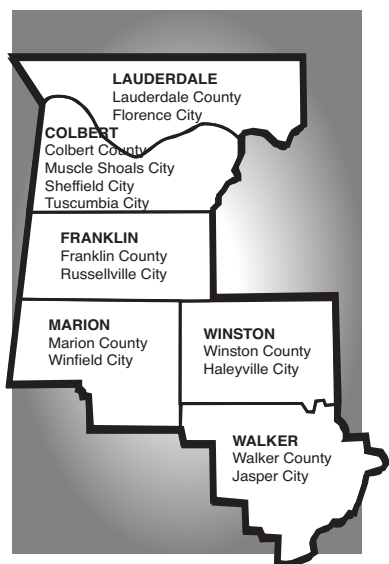 LAUDERDALE
Lauderdale County
Florence City
COLBERT
Colbert County
Muscle Shoals City
Sheffield City
Tuscumbia City
FRANKLIN
Franklin County
Russellville City
MARION
Marion County
Winfield City
WINSTON
Winston County
Haleyville City
WALKER
Walker County
Jasper City